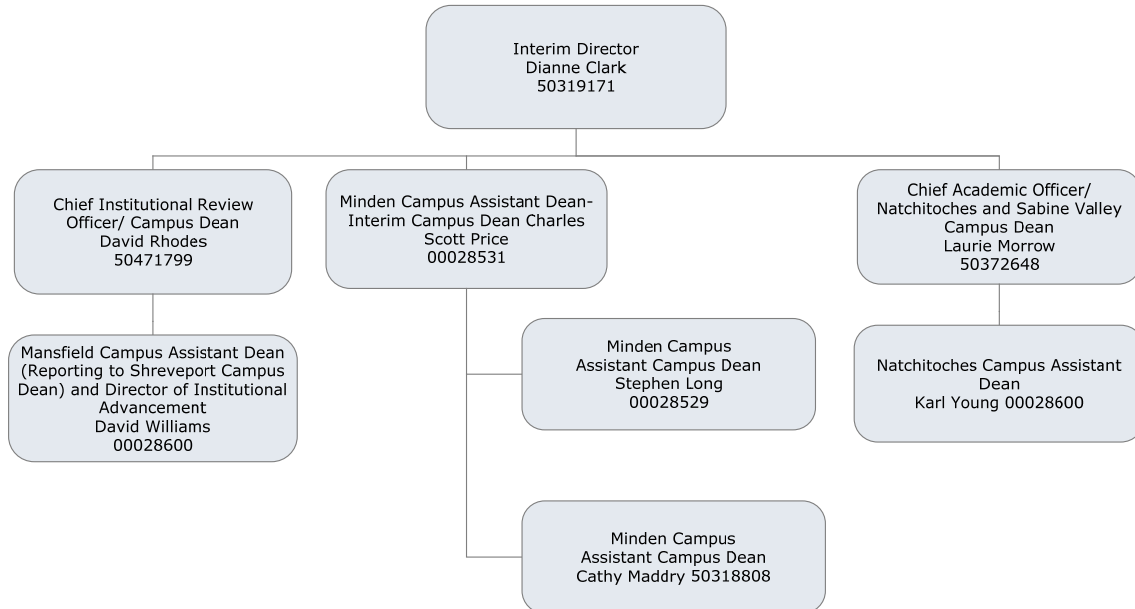 Interim Director
Dianne Clark
50319171
Chief Institutional Review
Officer/ Campus Dean
David Rhodes
50471799
Minden Campus Assistant Dean-
Interim Campus Dean Charles
Scott Price
00028531
Chief Academic Officer/
Natchitoches and Sabine Valley
Campus Dean
Laurie Morrow
50372648
Mansfield Campus Assistant Dean
(Reporting to Shreveport Campus
Dean) and Director of Institutional
Advancement
David Williams
00028600
Minden Campus
Assistant Campus Dean
Stephen Long
00028529
Natchitoches Campus Assistant
Dean
Karl Young 00028600
Minden Campus
Assistant Campus Dean
Cathy Maddry 50318808